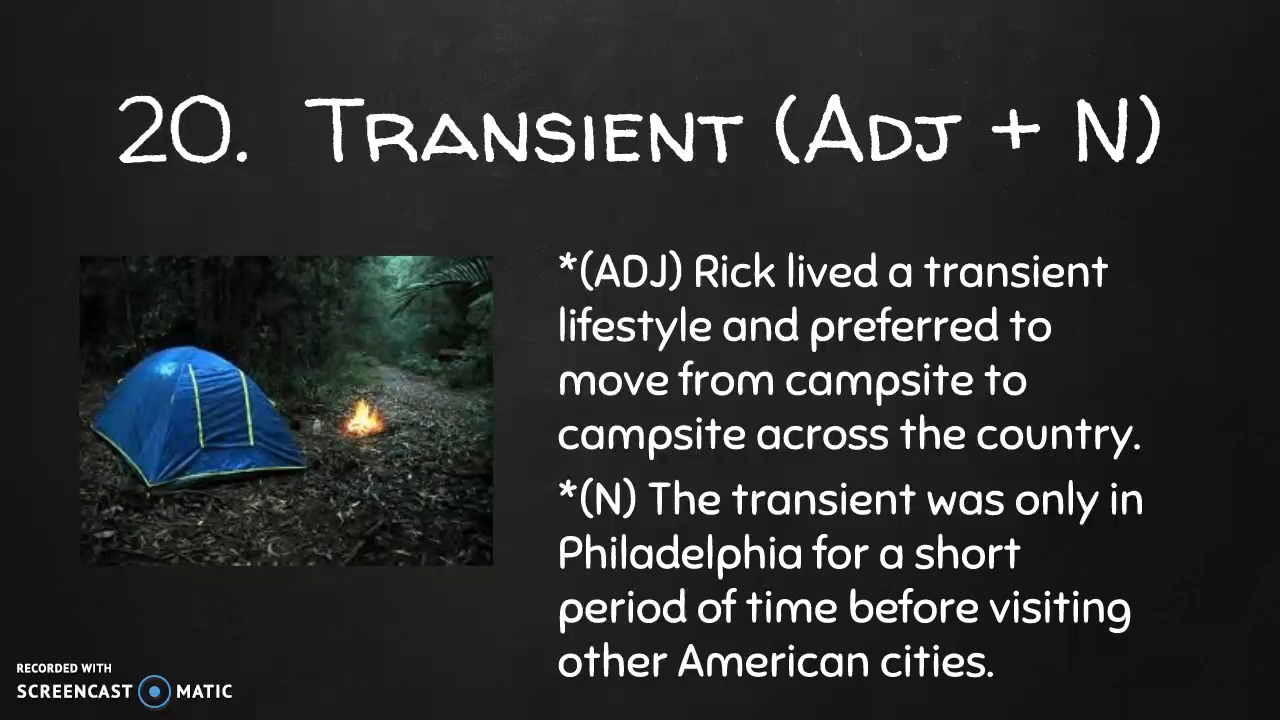 20. Transient (Adj + N)
*(ADJ) Rick lived a transient
lifestyle and preferred to
move from campsite to
campsite across the country.
*(N) The transient was only in
Philadelphia for a short
period of time before visiting
other American cities.
RECORDED WITH
SCREENCAST MATIC